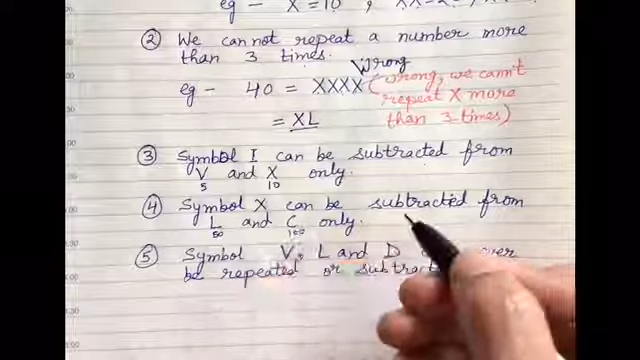 eg - X = 10 ,
② We can not repeat a number more
than 3 times.
Wrong
eg - 40 = XXXX (wrong, we cann't
repeat X more
than 3 times)
= XL
③ Symbol I can be subtracted from
V and X only.
5 10
④ Symbol X can be subtracted from
L and C only.
50 100
⑤ Symbol V, L and D
be repeated or